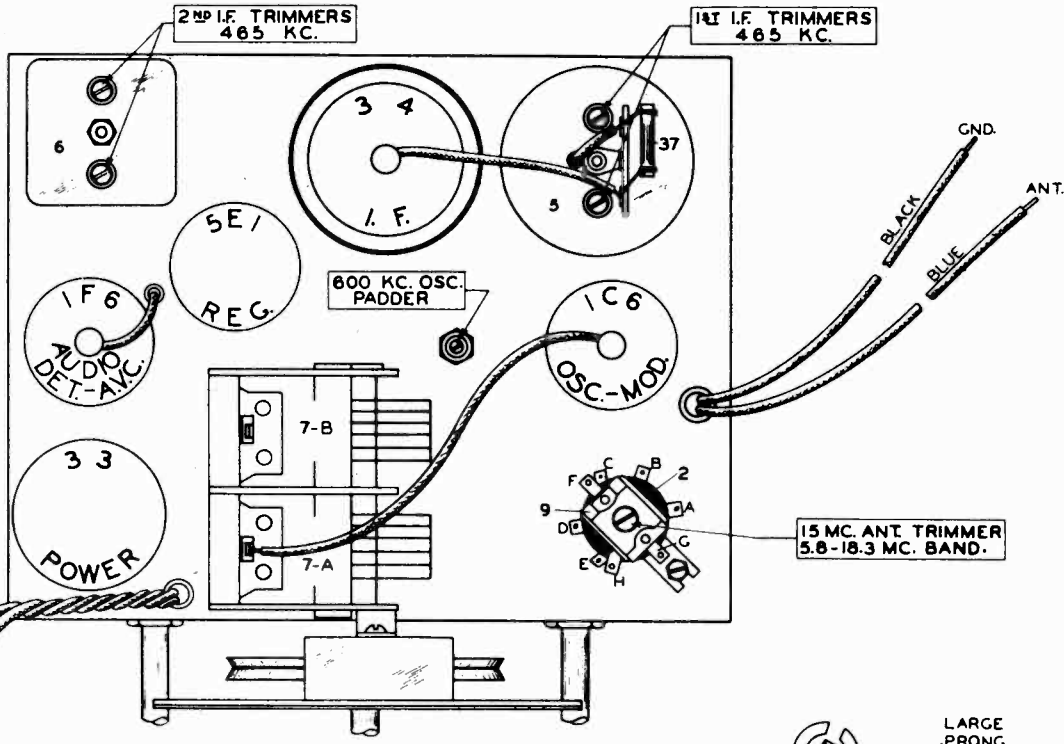 2ND I.F. TRIMMERS
465 KC.
1ST I.F. TRIMMERS
465 KC.
6
3 4
I. F.
37
5
GND.
ANT.
BLACK
BLUE
5E1
REG.
600 KC. OSC.
PADDER
1F6
AUDIO
DET.-A.V.C.
1C6
OSC.-MOD.
7-B
7-A
33
POWER
C
B
F
2
9
A
D
G
E
H
15 MC. ANT. TRIMMER
5.8-18.3 MC. BAND.
LARGE
PRONG